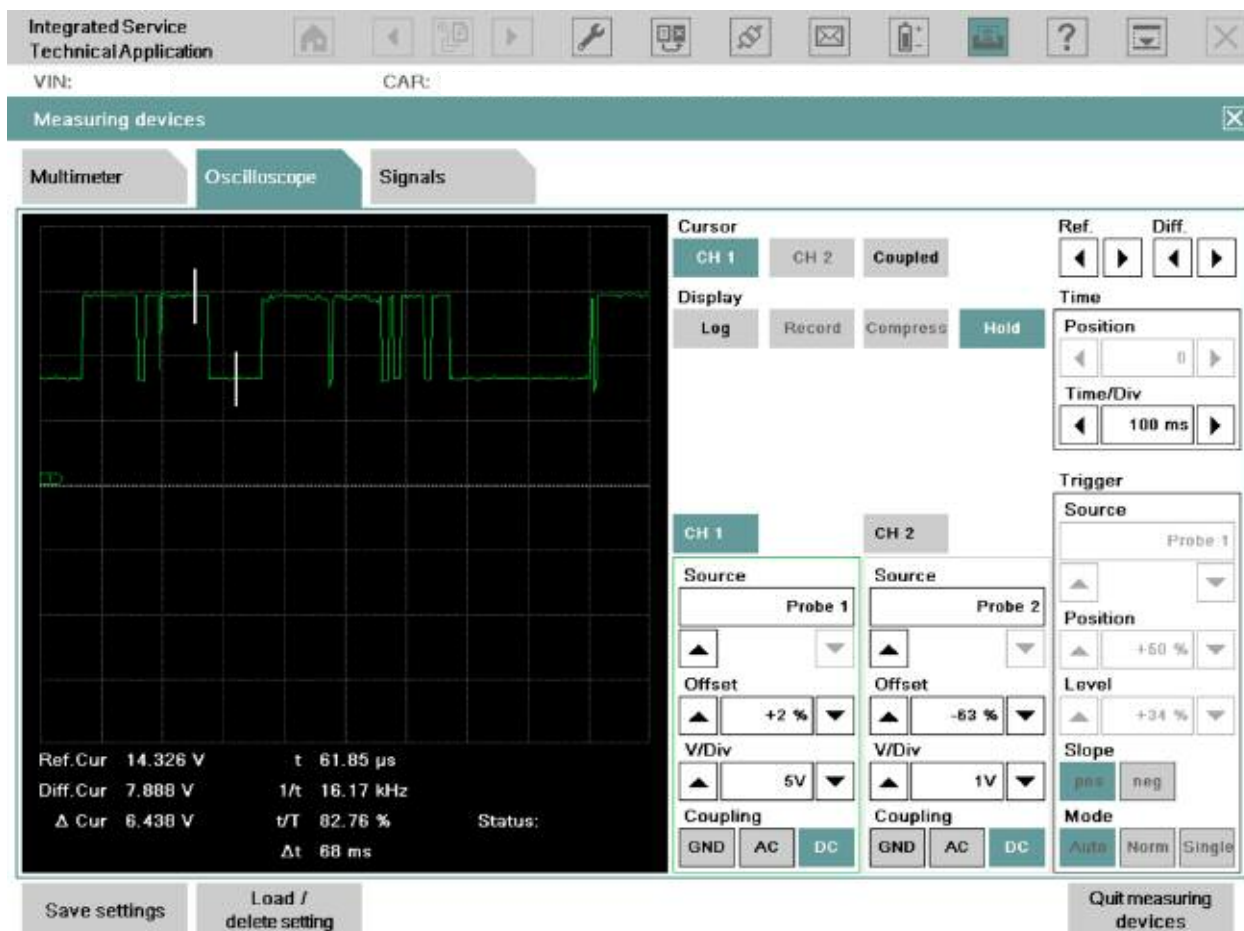 Integrated Service
Technical Application
?
VIN:
CAR:
Measuring devices
Multimeter
Oscilloscope
Signals
Cursor
CH 1
CH 2
Coupled
Ref.
Diff.
Display
Log
Record
Compress
Hold
Time
Position
0
Time/Div
100 ms
Trigger
Source
Probe 1
Position
+50 %
Level
+34 %
Slope
pos
neg
Mode
Auto
Norm
Single
CH 1
Source
Probe 1
Offset
+2 %
V/Div
5V
Coupling
GND
AC
DC
CH 2
Source
Probe 2
Offset
-63 %
V/Div
1V
Coupling
GND
AC
DC
Ref.Cur 14.326 V t 61.85 µs
Diff.Cur 7.888 V 1/t 16.17 kHz
Δ Cur 6.438 V t/T 82.76 % Status:
Δt 68 ms
Save settings
Load /
delete setting
Quit measuring
devices